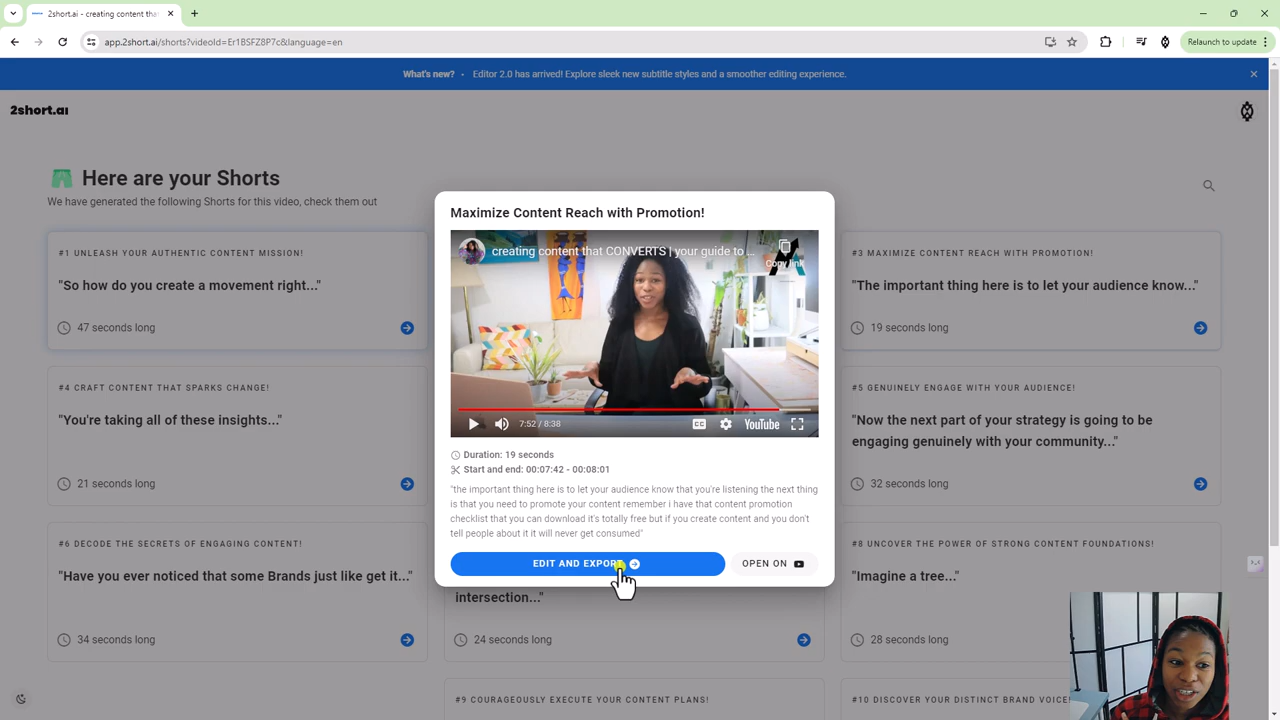 2short.ai - creating content tha
app.2short.ai/shorts?videoId=Er1BSFZ8P7c&language=en
Relaunch to update
What's new? - Editor 2.0 has arrived! Explore sleek new subtitle styles and a smoother editing experience.
2short.ai
Here are your Shorts
We have generated the following Shorts for this video, check them out
#1 UNLEASH YOUR AUTHENTIC CONTENT MISSION!
"So how do you create a movement right..."
47 seconds long
Maximize Content Reach with Promotion!
creating content that CONVERTS | your guide to ...
Copy link
7:52 / 8:38
CC
YouTube
Duration: 19 seconds
Start and end: 00:07:42 - 00:08:01
"the important thing here is to let your audience know that you're listening the next thing
is that you need to promote your content remember i have that content promotion
checklist that you can download it's totally free but if you create content and you don't
tell people about it it will never get consumed"
EDIT AND EXPORT
OPEN ON
#3 MAXIMIZE CONTENT REACH WITH PROMOTION!
"The important thing here is to let your audience know..."
19 seconds long
#4 CRAFT CONTENT THAT SPARKS CHANGE!
"You're taking all of these insights..."
21 seconds long
#5 GENUINELY ENGAGE WITH YOUR AUDIENCE!
"Now the next part of your strategy is going to be
engaging genuinely with your community..."
32 seconds long
#6 DECODE THE SECRETS OF ENGAGING CONTENT!
"Have you ever noticed that some Brands just like get it..."
34 seconds long
intersection..."
24 seconds long
#8 UNCOVER THE POWER OF STRONG CONTENT FOUNDATIONS!
"Imagine a tree..."
28 seconds long
#9 COURAGEOUSLY EXECUTE YOUR CONTENT PLANS!
#10 DISCOVER YOUR DISTINCT BRAND VOICE